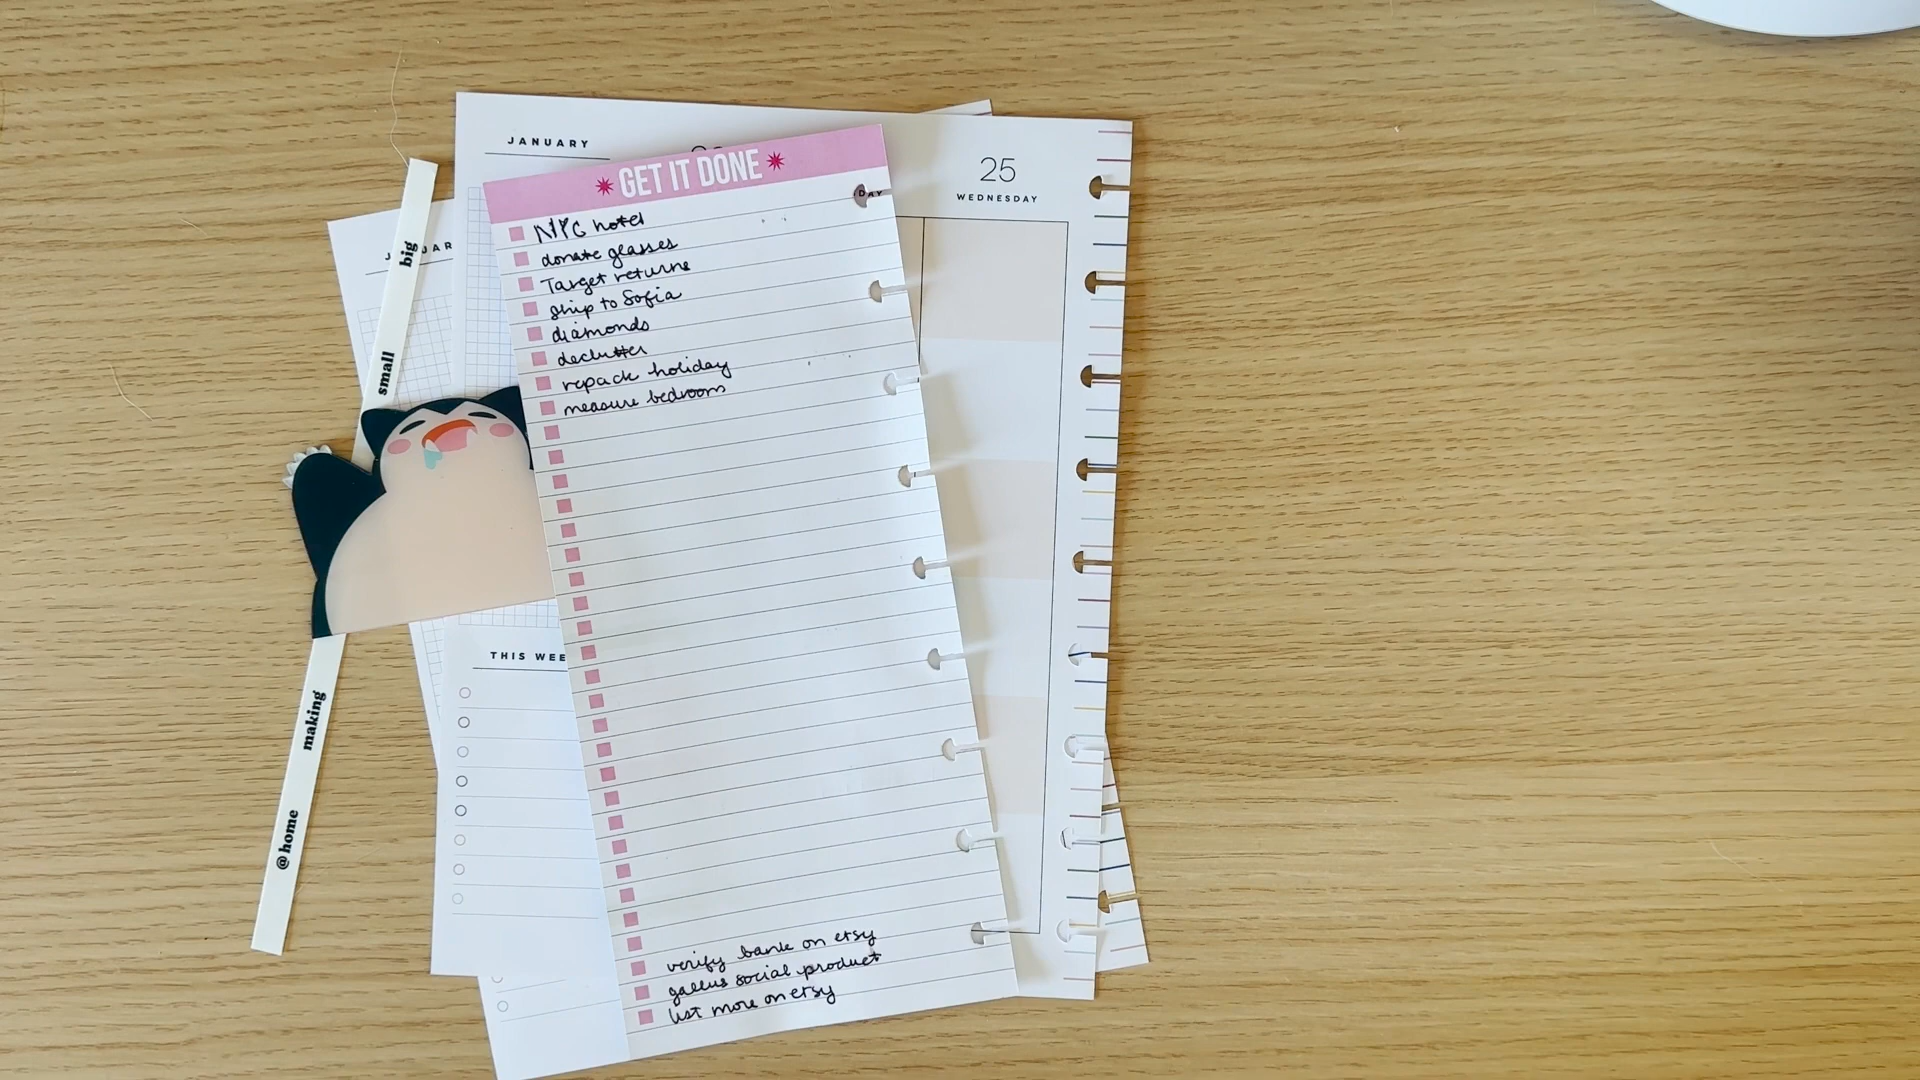 JANUARY
25
WEDNESDAY
GET IT DONE
NYC hotel
donate glasses
Target returns
ship to Sofia
diamonds
declutter
repack holiday
measure bedroom
verify bank on etsy
gallus social product
list more on etsy
big
small
making
@home
THIS WEE
DAY